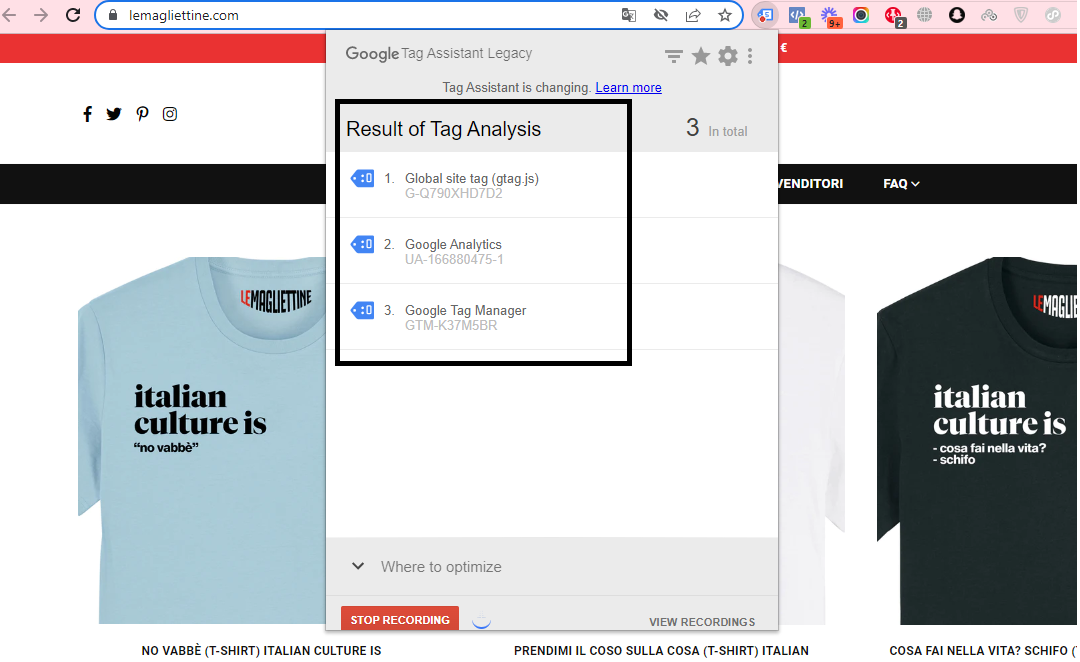 lemagliettine.com
2
9+
2
Google Tag Assistant Legacy
€
Tag Assistant is changing. Learn more
Result of Tag Analysis
3 In total
1. Global site tag (gtag.js)
G-Q790XHD7D2
2. Google Analytics
UA-166880475-1
3. Google Tag Manager
GTM-K37M5BR
VENDITORI
FAQ
LEMAGLIETTINE
italian
culture is
“no vabbè”
LEMAGLIE
italian
culture is
- cosa fai nella vita?
- schifo
Where to optimize
STOP RECORDING
VIEW RECORDINGS
NO VABBÈ (T-SHIRT) ITALIAN CULTURE IS
PRENDIMI IL COSO SULLA COSA (T-SHIRT) ITALIAN
COSA FAI NELLA VITA? SCHIFO (T